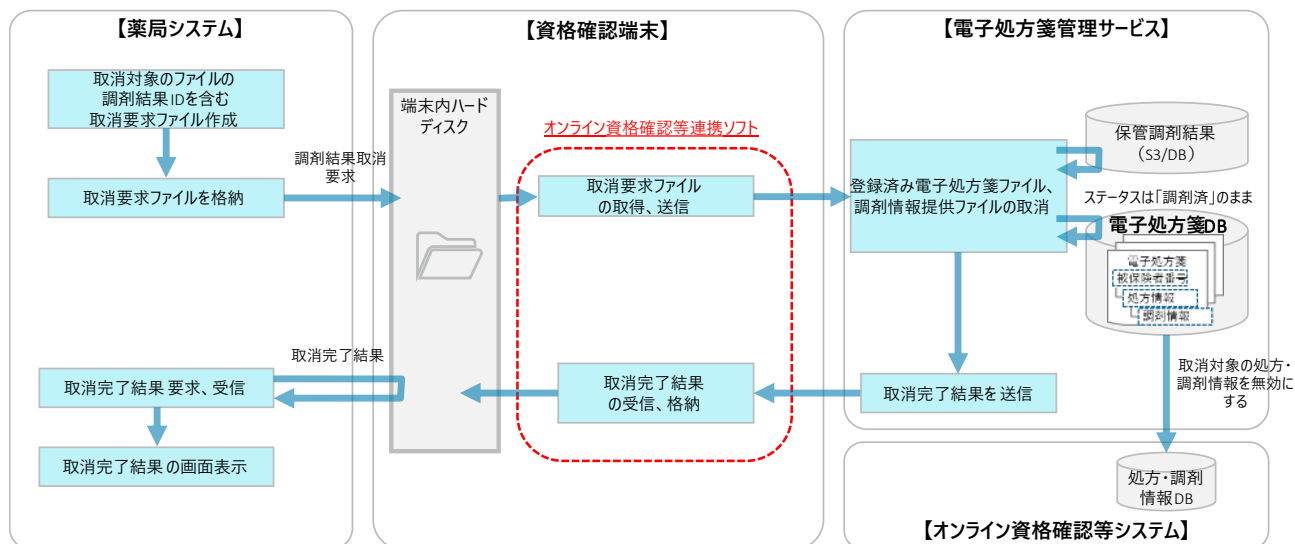 【薬局システム】
取消対象のファイルの
調剤結果IDを含む
取消要求ファイル作成
取消要求ファイルを格納
調剤結果取消
要求
取消完了結果
取消完了結果 要求、受信
取消完了結果 の画面表示
【資格確認端末】
端末内ハード
ディスク
オンライン資格確認等連携ソフト
取消要求ファイル
の取得、送信
取消完了結果
の受信、格納
【電子処方箋管理サービス】
登録済み電子処方箋ファイル、
調剤情報提供ファイルの取消
取消完了結果を送信
保管調剤結果
(S3/DB)
ステータスは「調剤済」のまま
電子処方箋DB
電子処方箋
被保険者番号
処方情報
調剤情報
取消対象の処方・
調剤情報を無効に
する
処方・調剤
情報DB
【オンライン資格確認等システム】